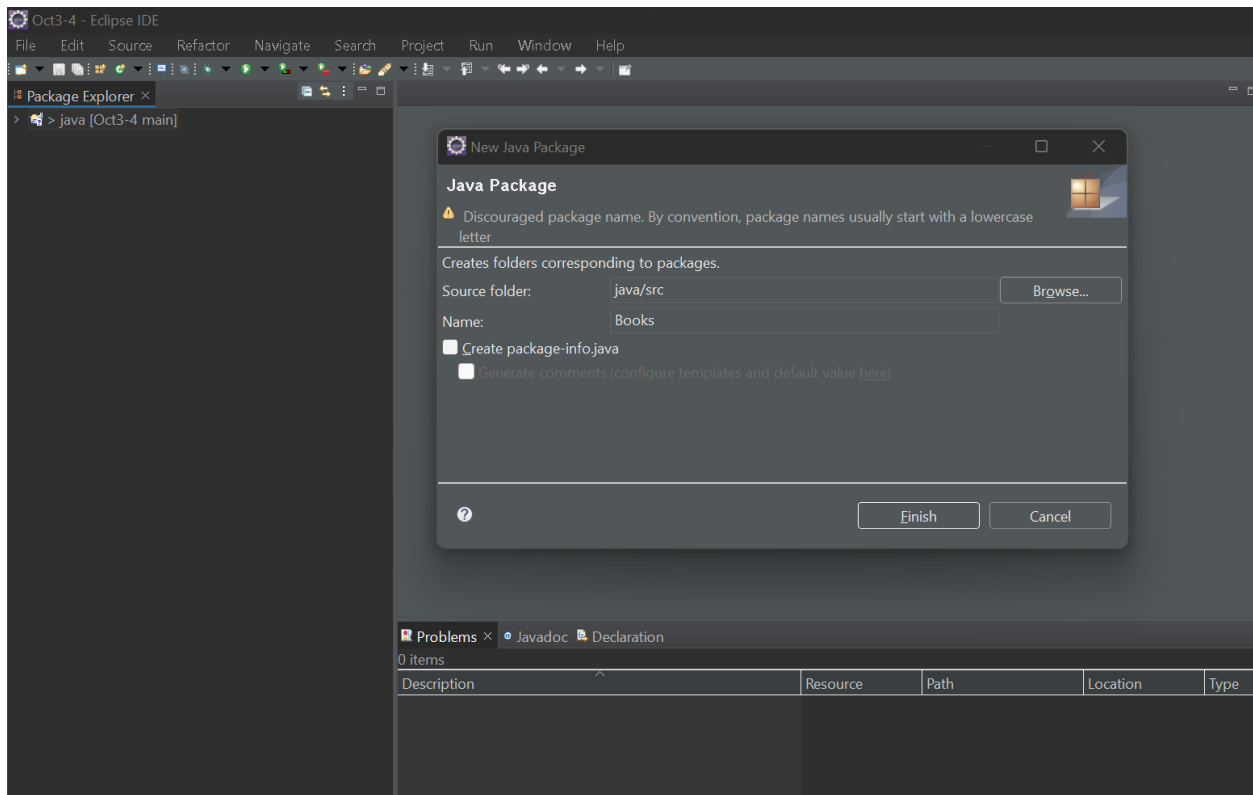 Oct3-4 - Eclipse IDE
File Edit Source Refactor Navigate Search Project Run Window Help
Package Explorer
> java [Oct3-4 main]
New Java Package
Java Package
Discouraged package name. By convention, package names usually start with a lowercase
letter
Creates folders corresponding to packages.
Source folder: java/src Browse...
Name: Books
Create package-info.java
Generate comments (configure templates and default value here)
Finish Cancel
Problems Javadoc Declaration
0 items
Description Resource Path Location Type